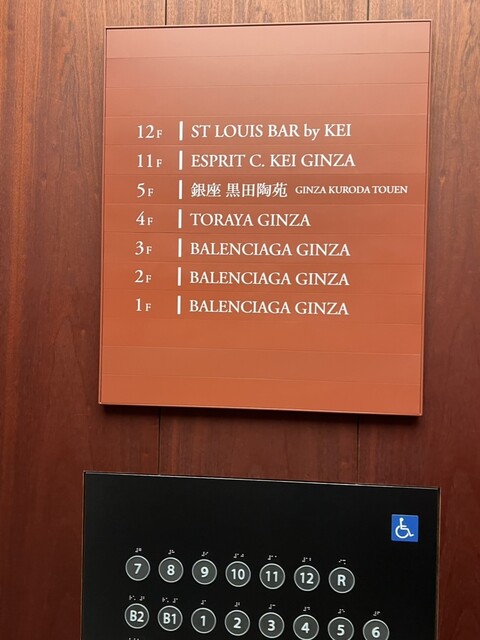 12F ST LOUIS BAR by KEI
11F ESPRIT C. KEI GINZA
5F 銀座 黒田陶苑 GINZA KURODA TOUEN
4F TORAYA GINZA
3F BALENCIAGA GINZA
2F BALENCIAGA GINZA
1F BALENCIAGA GINZA
7 8 9 10 11 12 R
B2 B1 1 2 3 4 5 6